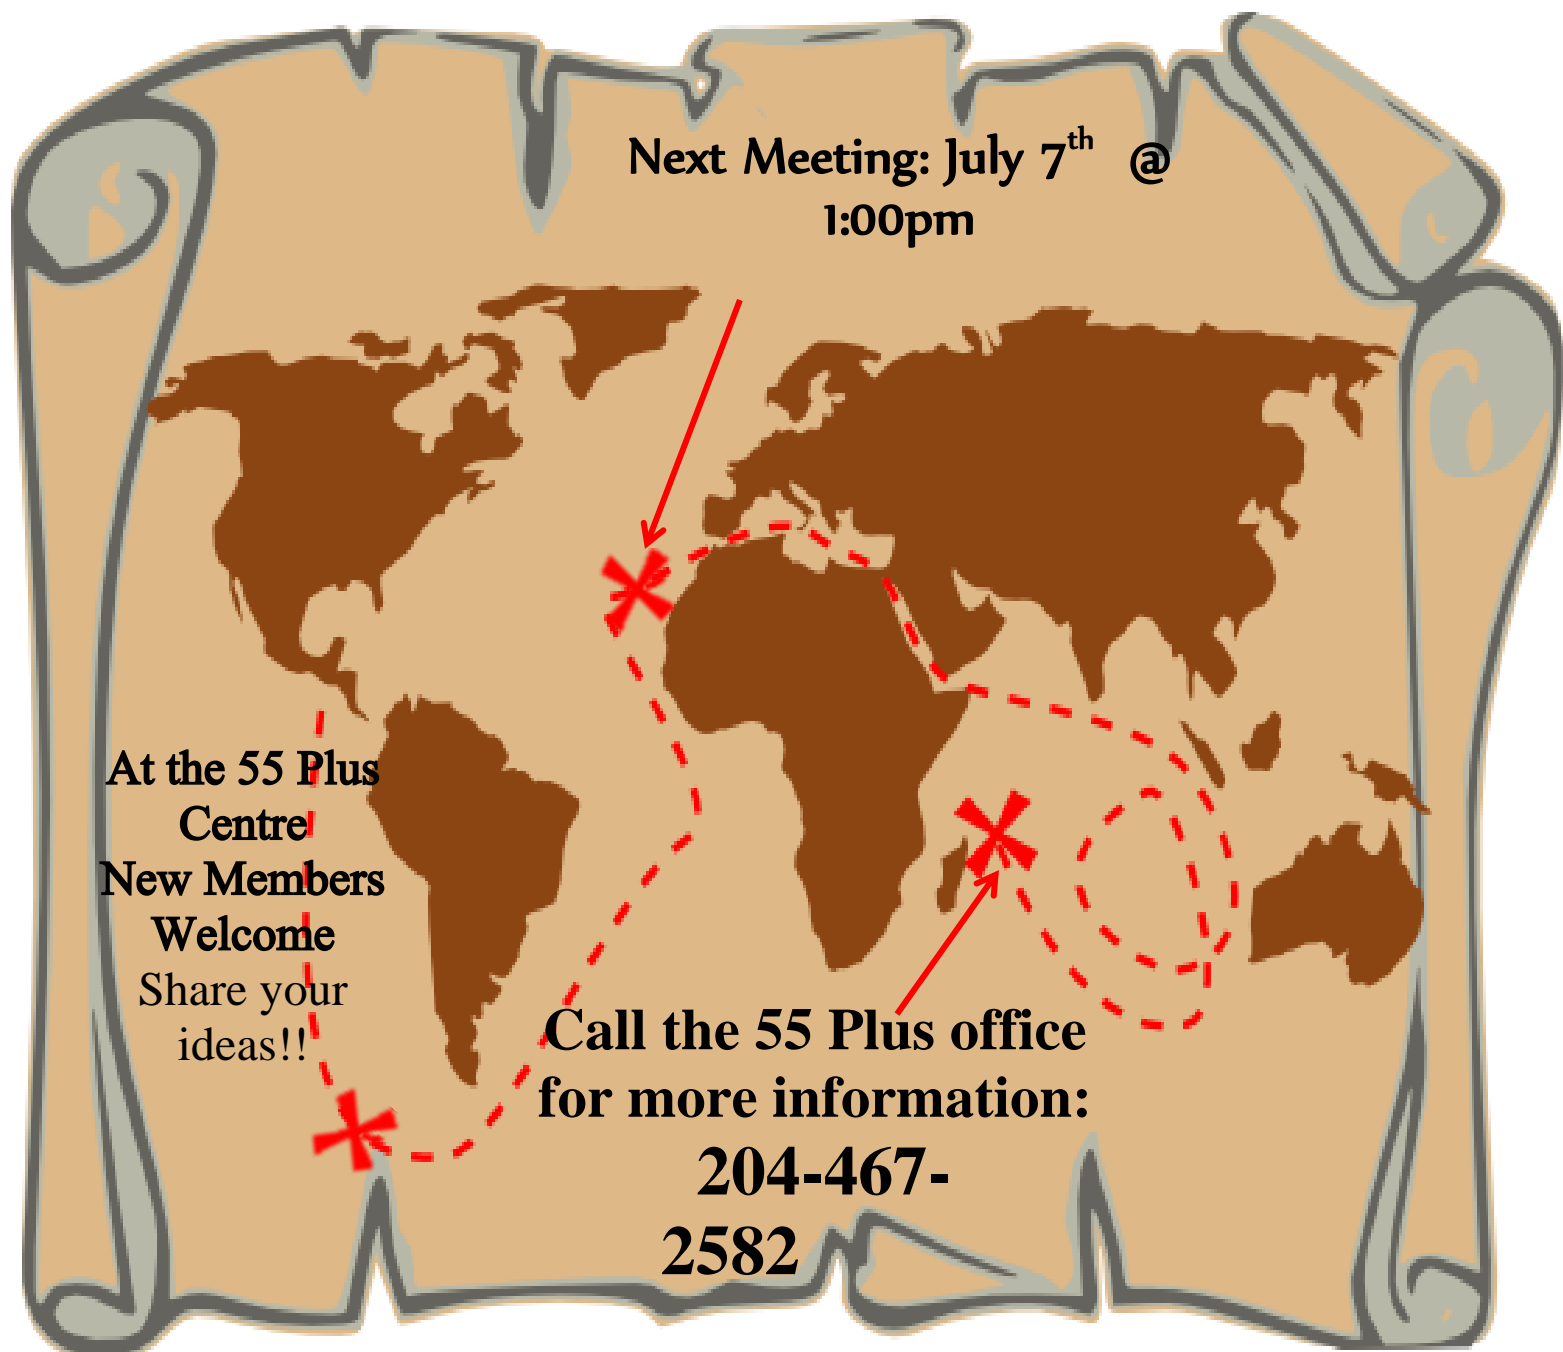 Next Meeting: July 7th @
1:00pm
At the 55 Plus
Centre
New Members
Welcome
Share your
ideas!!
Call the 55 Plus office
for more information:
204-467-
2582